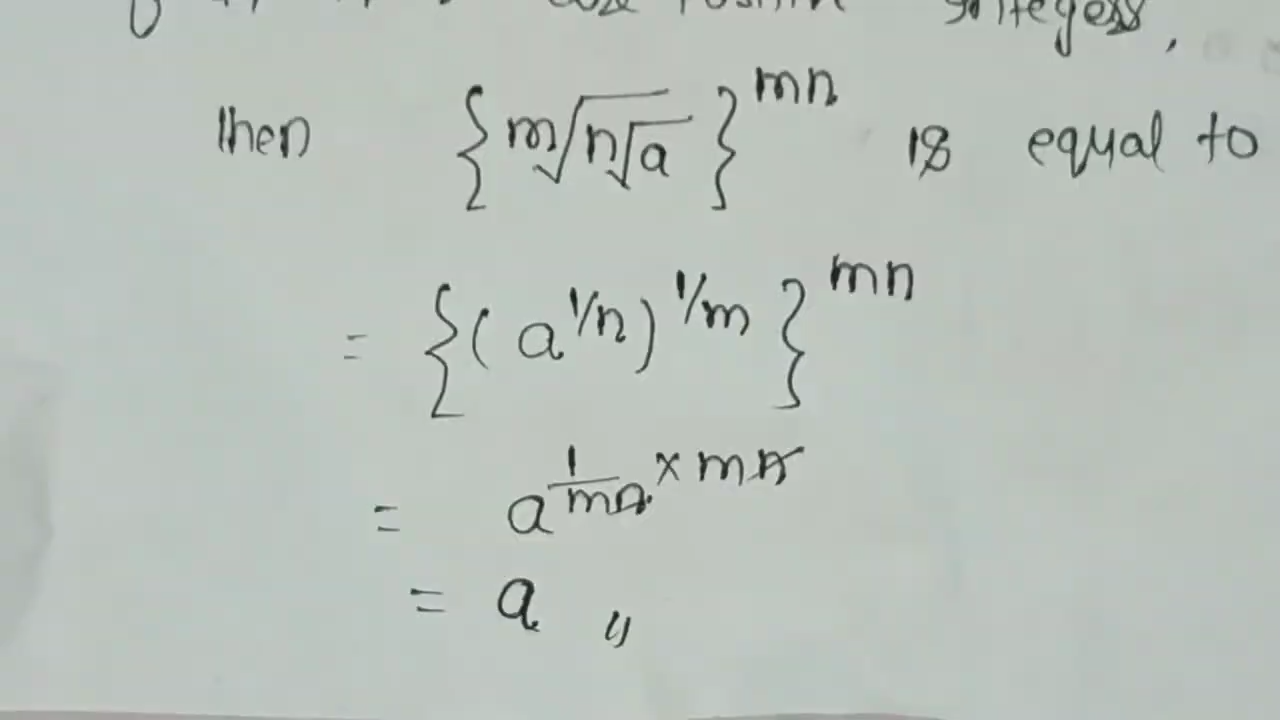 integers,
then {ᵐ√ⁿ√a}^mn is equal to
= {(a^1/n)^1/m}^mn
= a^1/mn × mn
= a